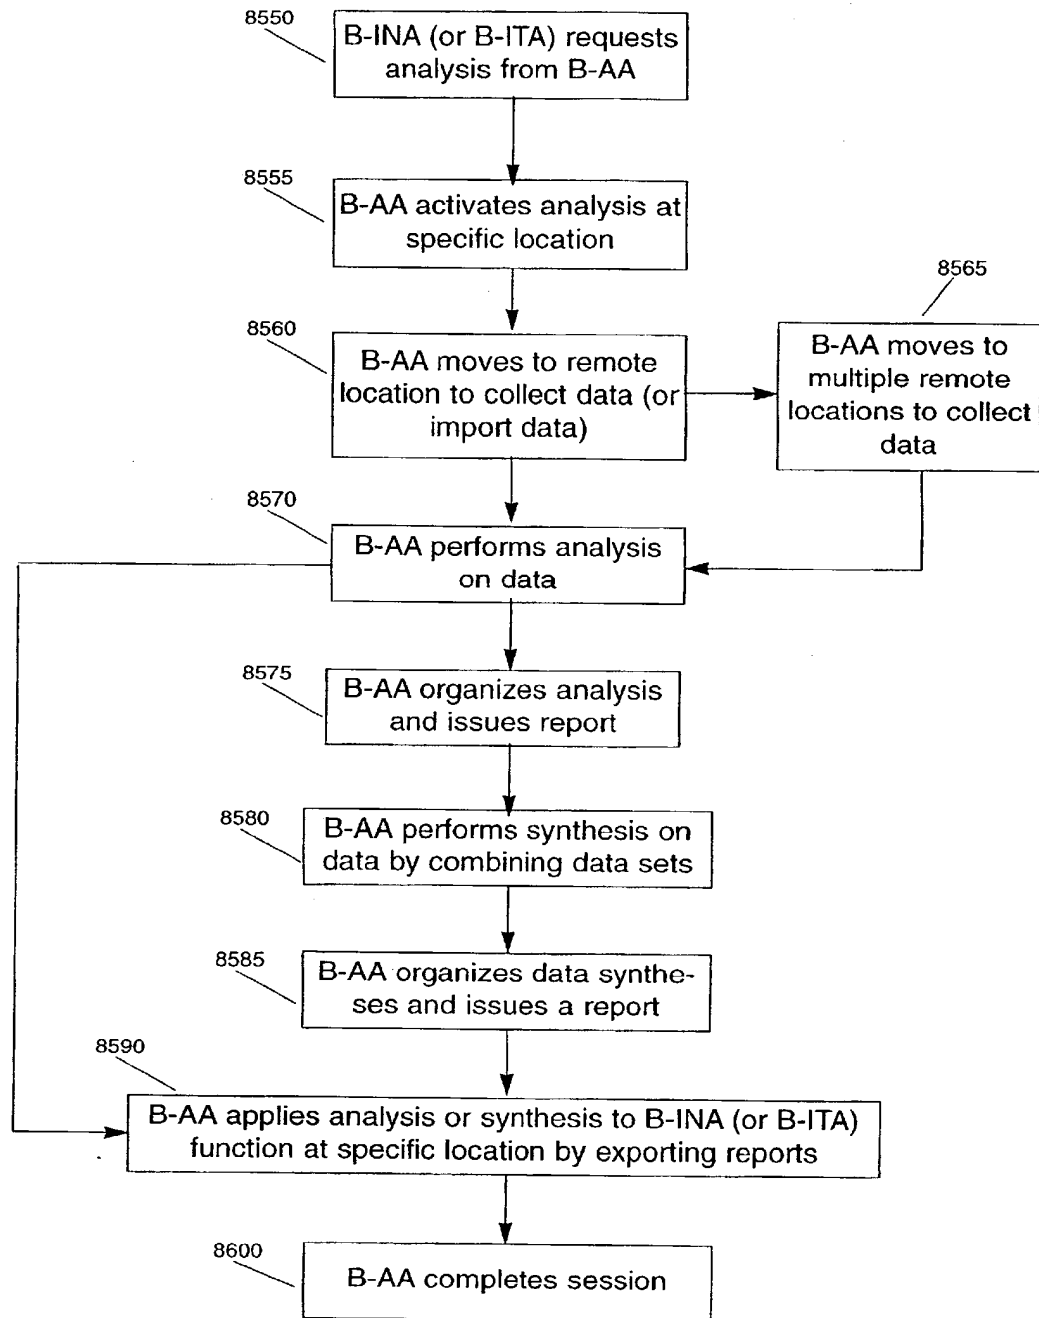 8550
B-INA (or B-ITA) requests
analysis from B-AA
8555
B-AA activates analysis at
specific location
8565
8560
B-AA moves to remote
location to collect data (or
import data)
B-AA moves to
multiple remote
locations to collect
data
8570
B-AA performs analysis
on data
8575
B-AA organizes analysis
and issues report
8580
B-AA performs synthesis on
data by combining data sets
8585
B-AA organizes data synthe-
ses and issues a report
8590
B-AA applies analysis or synthesis to B-INA (or B-ITA)
function at specific location by exporting reports
8600
B-AA completes session